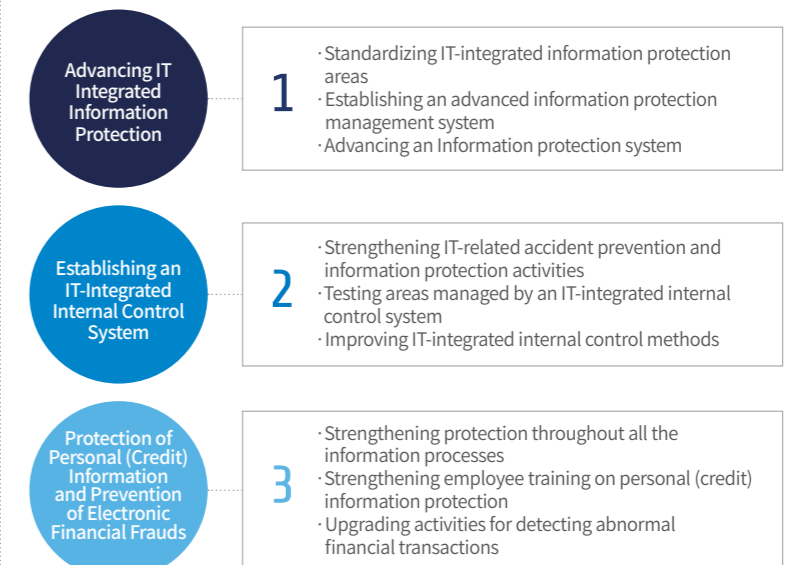 Advancing IT
Integrated
Information
Protection
1
·Standardizing IT-integrated information protection
areas
·Establishing an advanced information protection
management system
·Advancing an Information protection system
Establishing an
IT-Integrated
Internal Control
System
2
·Strengthening IT-related accident prevention and
information protection activities
·Testing areas managed by an IT-integrated internal
control system
·Improving IT-integrated internal control methods
Protection of
Personal (Credit)
Information
and Prevention
of Electronic
Financial Frauds
3
·Strengthening protection throughout all the
information processes
·Strengthening employee training on personal (credit)
information protection
·Upgrading activities for detecting abnormal
financial transactions